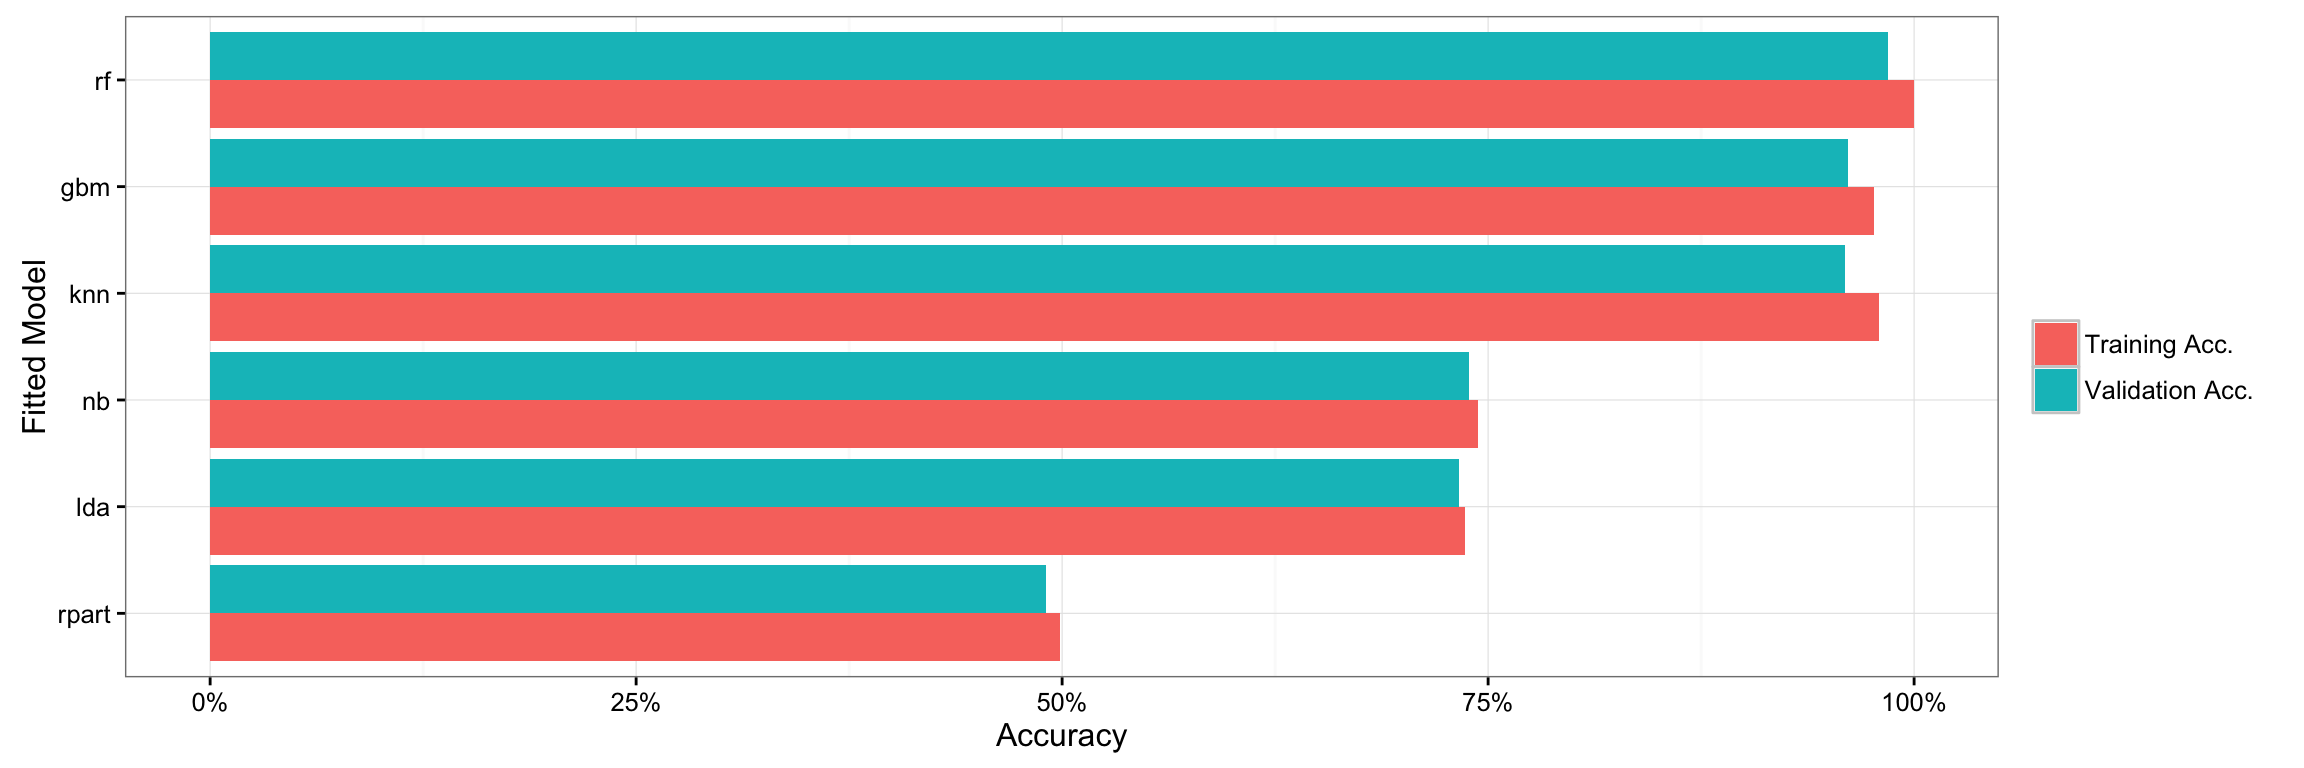 Fitted Model
rf
gbm
knn
nb
lda
rpart
0% 25% 50% 75% 100%
Accuracy
Training Acc.
Validation Acc.